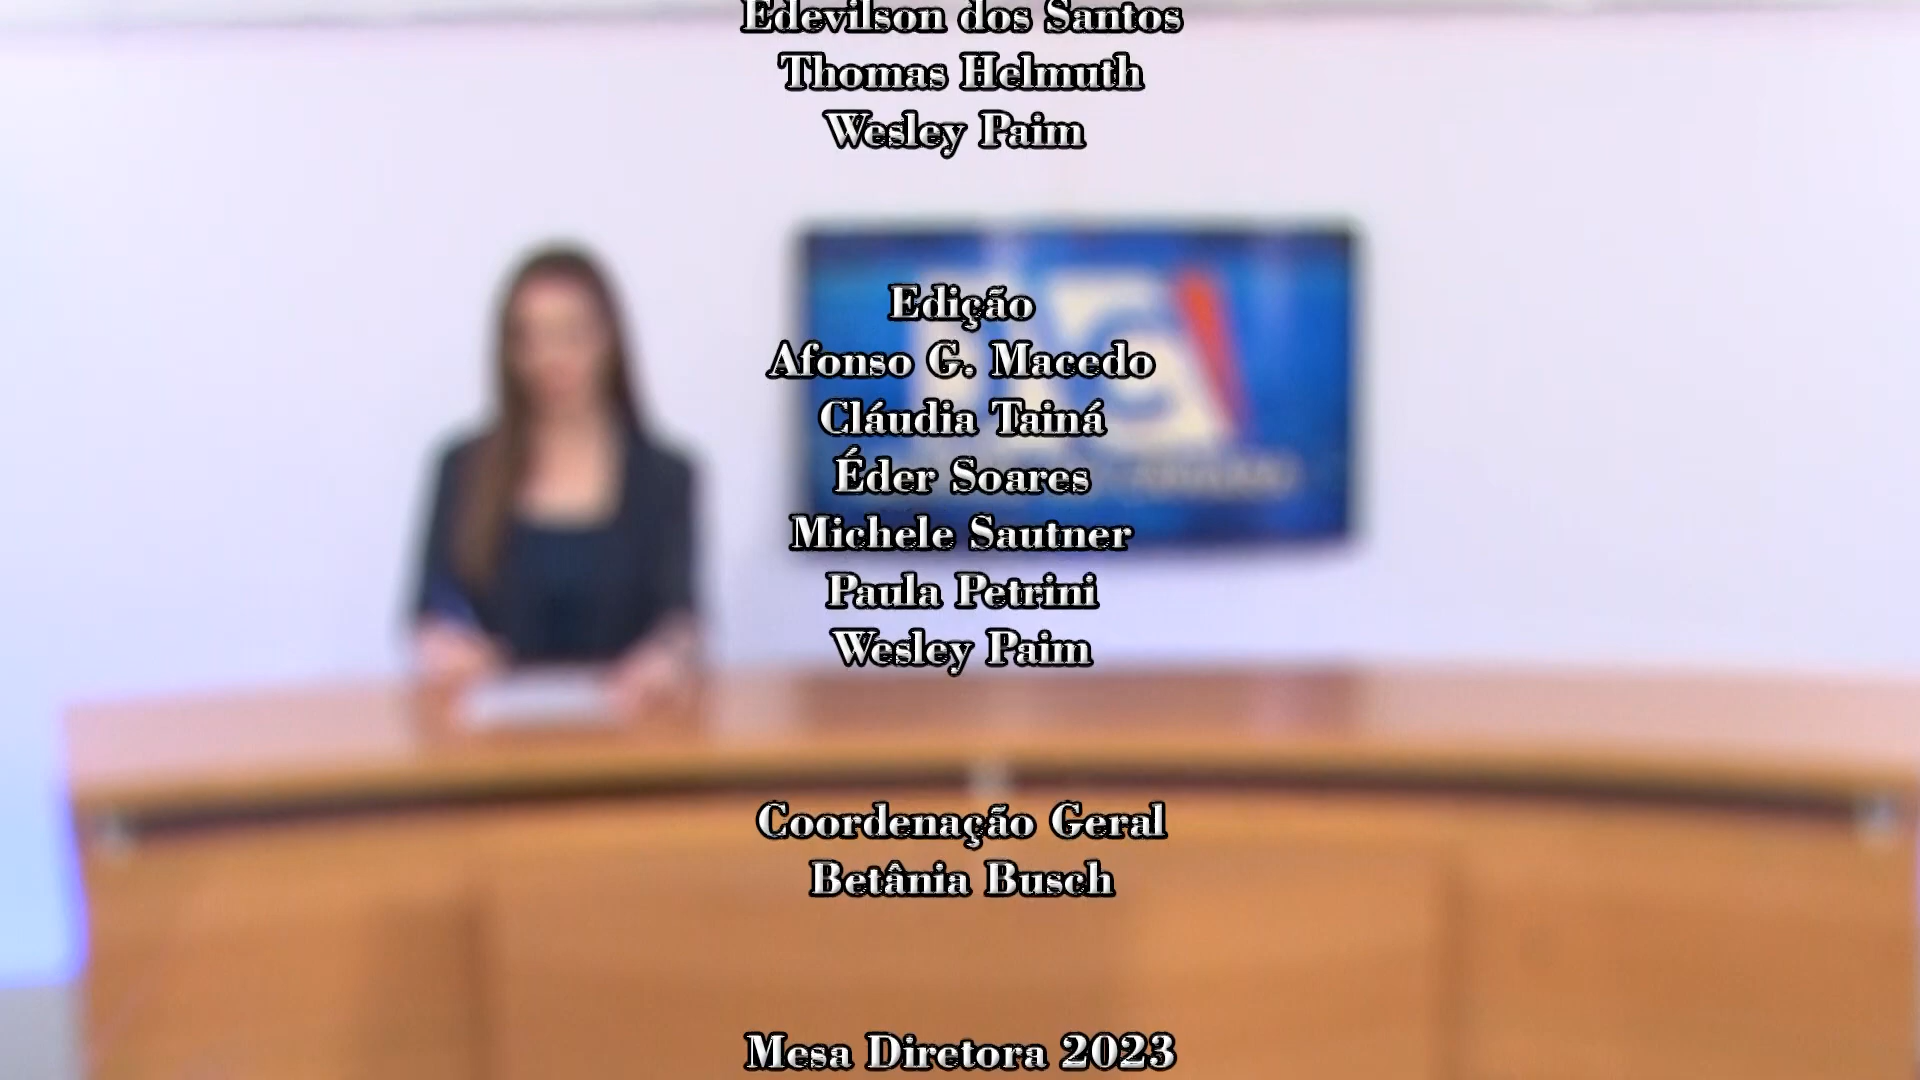 Edevilson dos Santos
Thomas Helmuth
Wesley Paim
Edição
Afonso G. Macedo
Cláudia Tainá
Éder Soares
Michele Sautner
Paula Petrini
Wesley Paim
Coordenação Geral
Betânia Busch
Mesa Diretora 2023